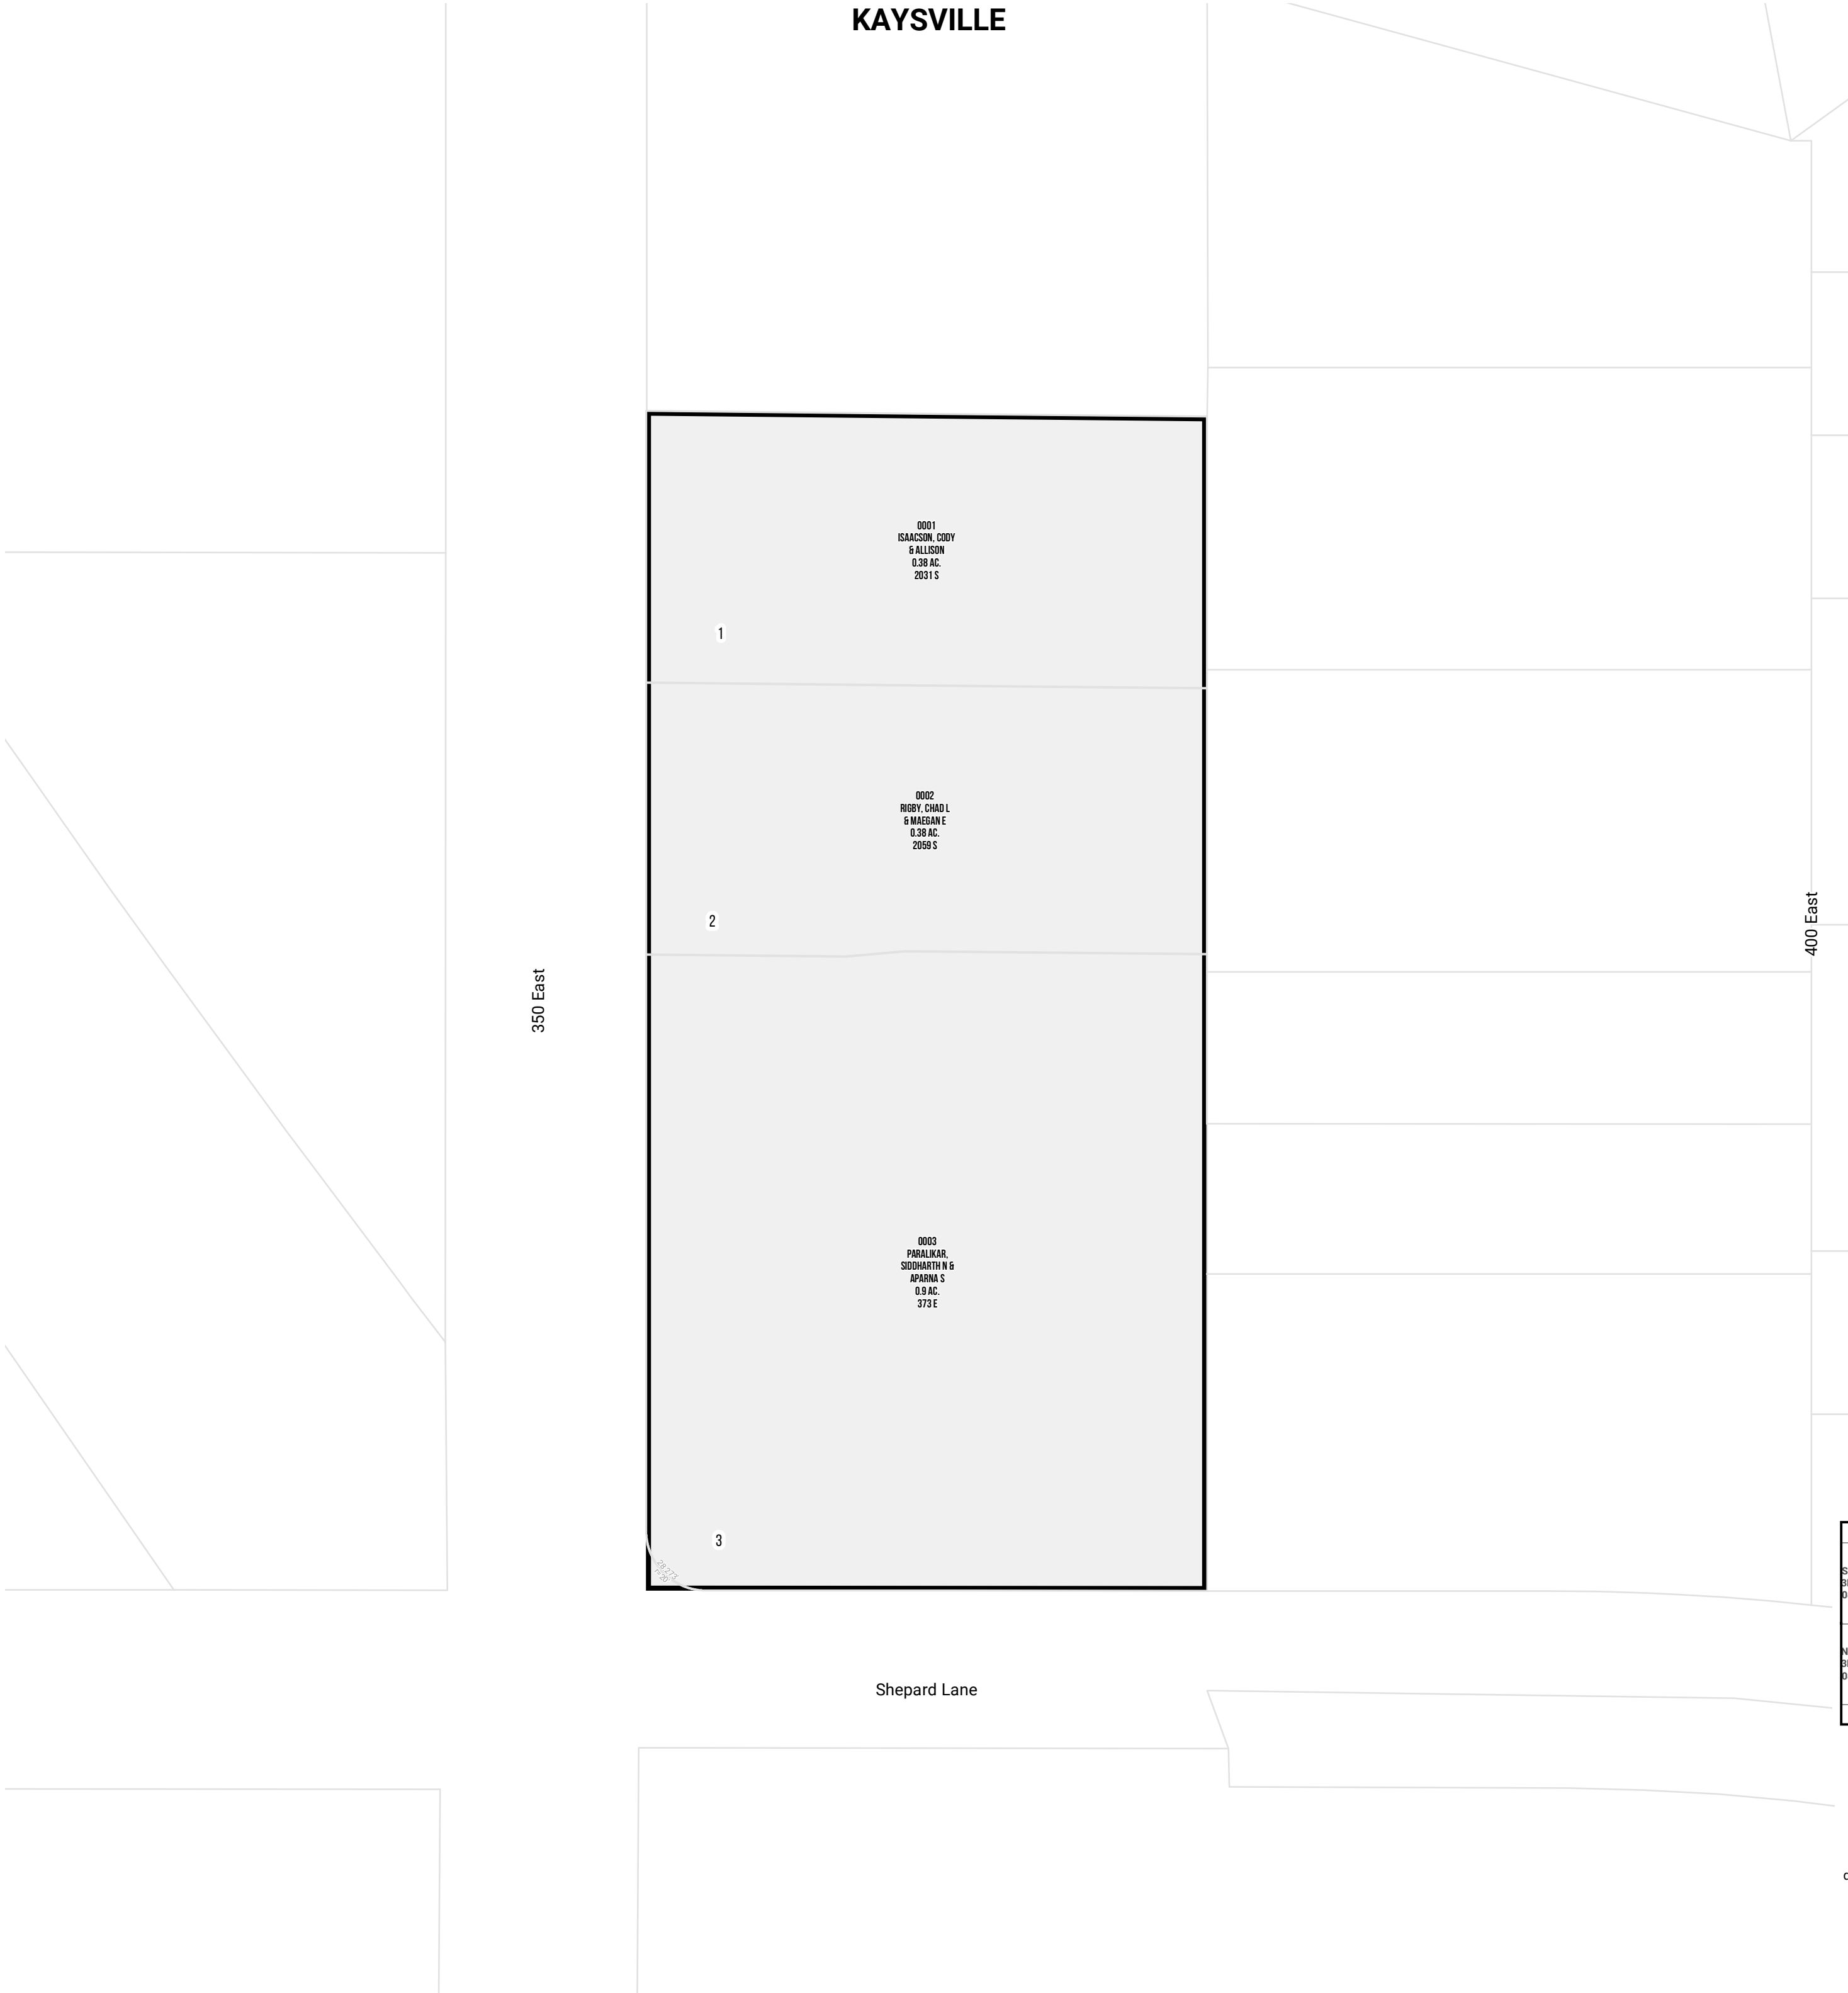 KAYSVILLE
0001
ISAACSON, CODY
& ALLISON
0.38 AC.
2031 S
1
0002
RIGBY, CHAD L
& MAEGAN E
0.38 AC.
2059 S
2
400 East
350 East
0003
PARALIKAR,
SIDDHARTH N &
APARNA S
0.9 AC.
373 E
3
Shepard Lane